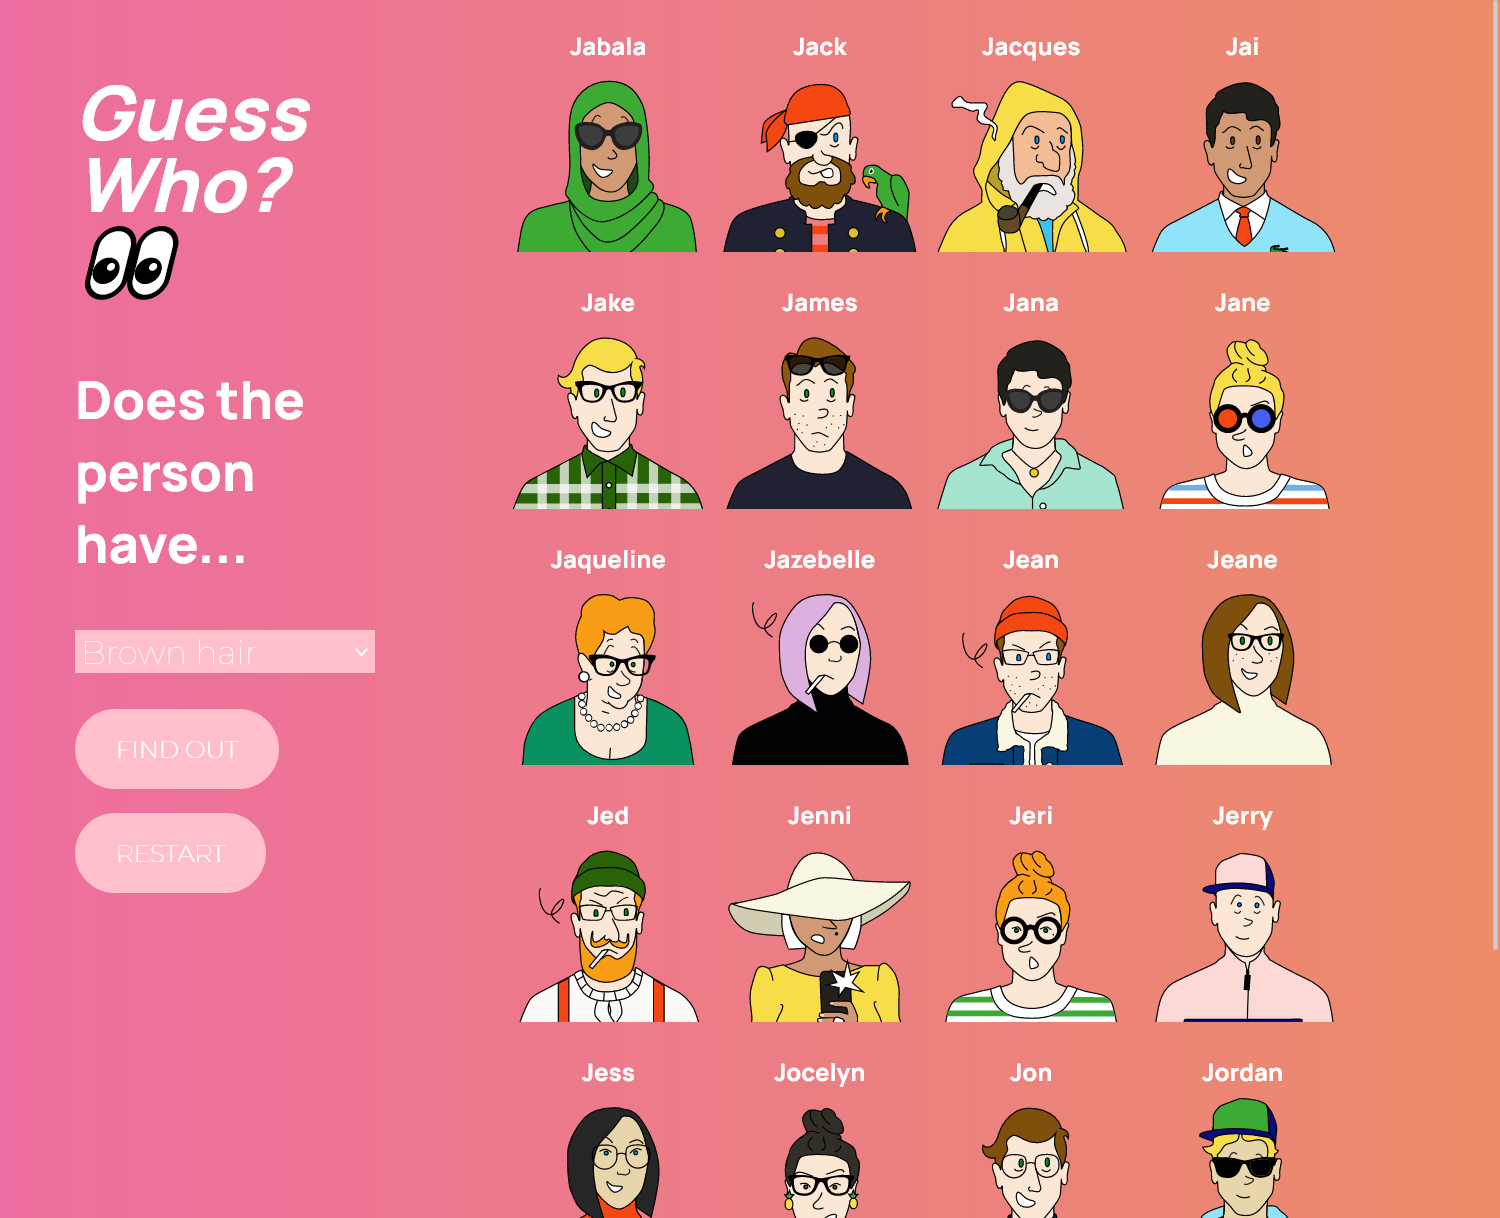 Guess
Who?
Does the
person
have...
Brown hair
FIND OUT
RESTART
Jabala
Jack
Jacques
Jai
Jake
James
Jana
Jane
Jaqueline
Jazebelle
Jean
Jeane
Jed
Jenni
Jeri
Jerry
Jess
Jocelyn
Jon
Jordan